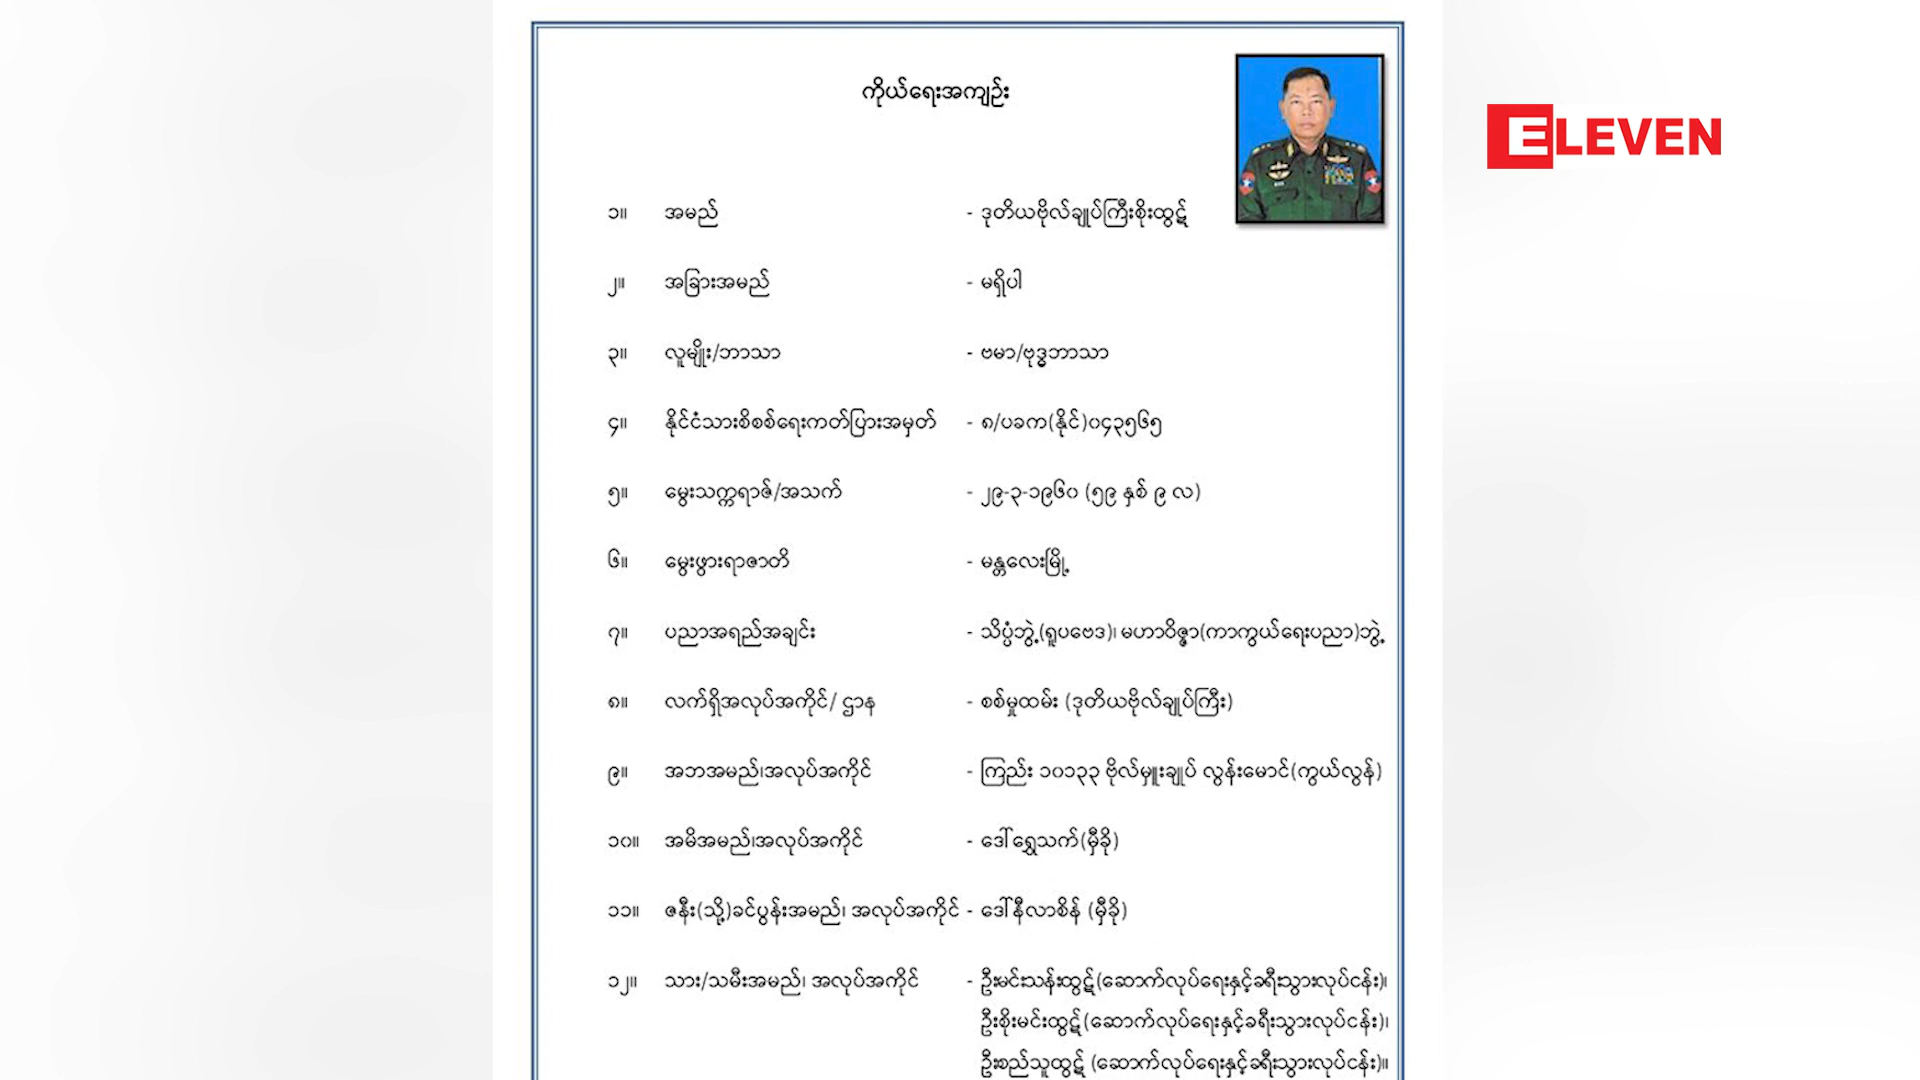 ကိုယ်ရေးအကျဉ်း
ELEVEN
၁။ အမည် - ဒုတိယဗိုလ်ချုပ်ကြီးစိုးထွဋ်
၂။ အခြားအမည် - မရှိပါ
၃။ လူမျိုး/ဘာသာ - ဗမာ/ဗုဒ္ဓဘာသာ
၄။ နိုင်ငံသားစိစစ်ရေးကတ်ပြားအမှတ် - ၈/ပခက(နိုင်)၀၄၃၅၆၅
၅။ မွေးသက္ကရာဇ်/အသက် - ၂၉-၃-၁၉၆၀ (၅၉ နှစ် ၉ လ)
၆။ မွေးဖွားရာဇာတိ - မန္တလေးမြို့
၇။ ပညာအရည်အချင်း - သိပ္ပံဘွဲ့(ရူပဗေဒ)၊ မဟာဝိဇ္ဇာ(ကာကွယ်ရေးပညာ)ဘွဲ့
၈။ လက်ရှိအလုပ်အကိုင်/ ဌာန - စစ်မှုထမ်း (ဒုတိယဗိုလ်ချုပ်ကြီး)
၉။ အဘအမည်၊အလုပ်အကိုင် - ကြည်း ၁၀၁၃၃ ဗိုလ်မှူးချုပ် လွန်းမောင်(ကွယ်လွန်)
၁၀။ အမိအမည်၊အလုပ်အကိုင် - ဒေါ်ရွှေသက်(မှီခို)
၁၁။ ဇနီး(သို့)ခင်ပွန်းအမည်၊ အလုပ်အကိုင် - ဒေါ်နီလာစိန် (မှီခို)
၁၂။ သား/သမီးအမည်၊ အလုပ်အကိုင် - ဦးမင်းသန်းထွဋ်(ဆောက်လုပ်ရေးနှင့်ခရီးသွားလုပ်ငန်း)၊
ဦးစိုးမင်းထွဋ်(ဆောက်လုပ်ရေးနှင့်ခရီးသွားလုပ်ငန်း)၊
ဦးစည်သူထွဋ် (ဆောက်လုပ်ရေးနှင့်ခရီးသွားလုပ်ငန်း)။